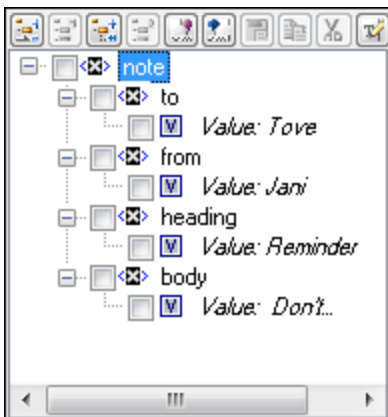 note
to
Value: Tove
from
Value: Jani
heading
Value: Reminder
body
Value: Don't...